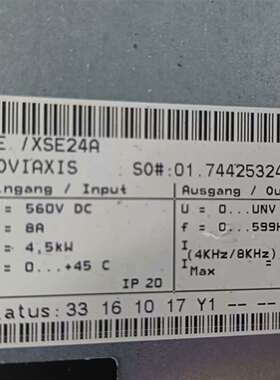 E./XSE24A
OVIAXIS SO#:01.74425324
ingang / Input Ausgang / Ou
= 560V DC U = 0...UNV
= 8A f = 0...599H
= 4,5kW I (4KHz/8KHz)
= 0...+45 C I Max
IP 20
atus: 33 16 10 17 Y1 -- -- --